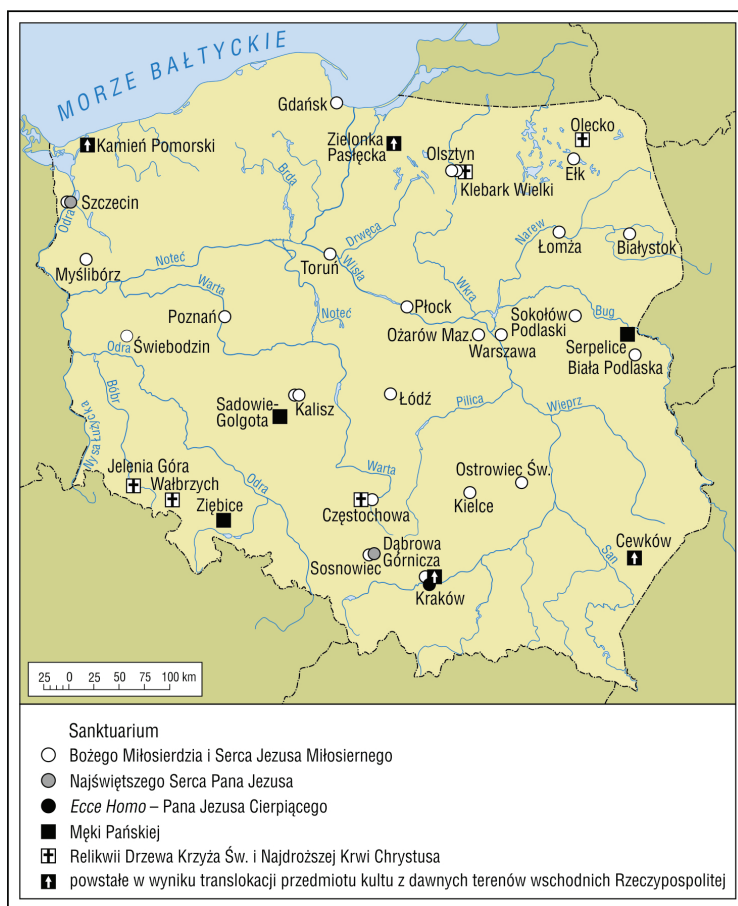 MORZE BAŁTYCKIE
Gdańsk
Kamień Pomorski
Zielonka
Pasłęcka
Olecko
Olsztyn
Klebark Wielki
Ełk
Szczecin
Odra
Brda
Drwęca
Narew
Łomża
Białystok
Myślibórz
Noteć
Toruń
Wisła
Wkra
Warta
Poznań
Noteć
Płock
Sokołów
Podlaski
Bug
Odra
Świebodzin
Ożarów Maz.
Warszawa
Serpelice
Biała Podlaska
Nysa Łużycka
Bóbr
Sadowie-
Golgota
Kalisz
Łódź
Pilica
Wieprz
Jelenia Góra
Wałbrzych
Ziębice
Odra
Warta
Częstochowa
Ostrowiec Św.
Kielce
Sosnowiec
Dąbrowa
Górnicza
Kraków
San
Cewków
25 0 25 50 75 100 km
Sanktuarium
Bożego Miłosierdzia i Serca Jezusa Miłosiernego
Najświętszego Serca Pana Jezusa
Ecce Homo – Pana Jezusa Cierpiącego
Męki Pańskiej
Relikwii Drzewa Krzyża Św. i Najdroższej Krwi Chrystusa
powstałe w wyniku translokacji przedmiotu kultu z dawnych terenów wschodnich Rzeczypospolitej